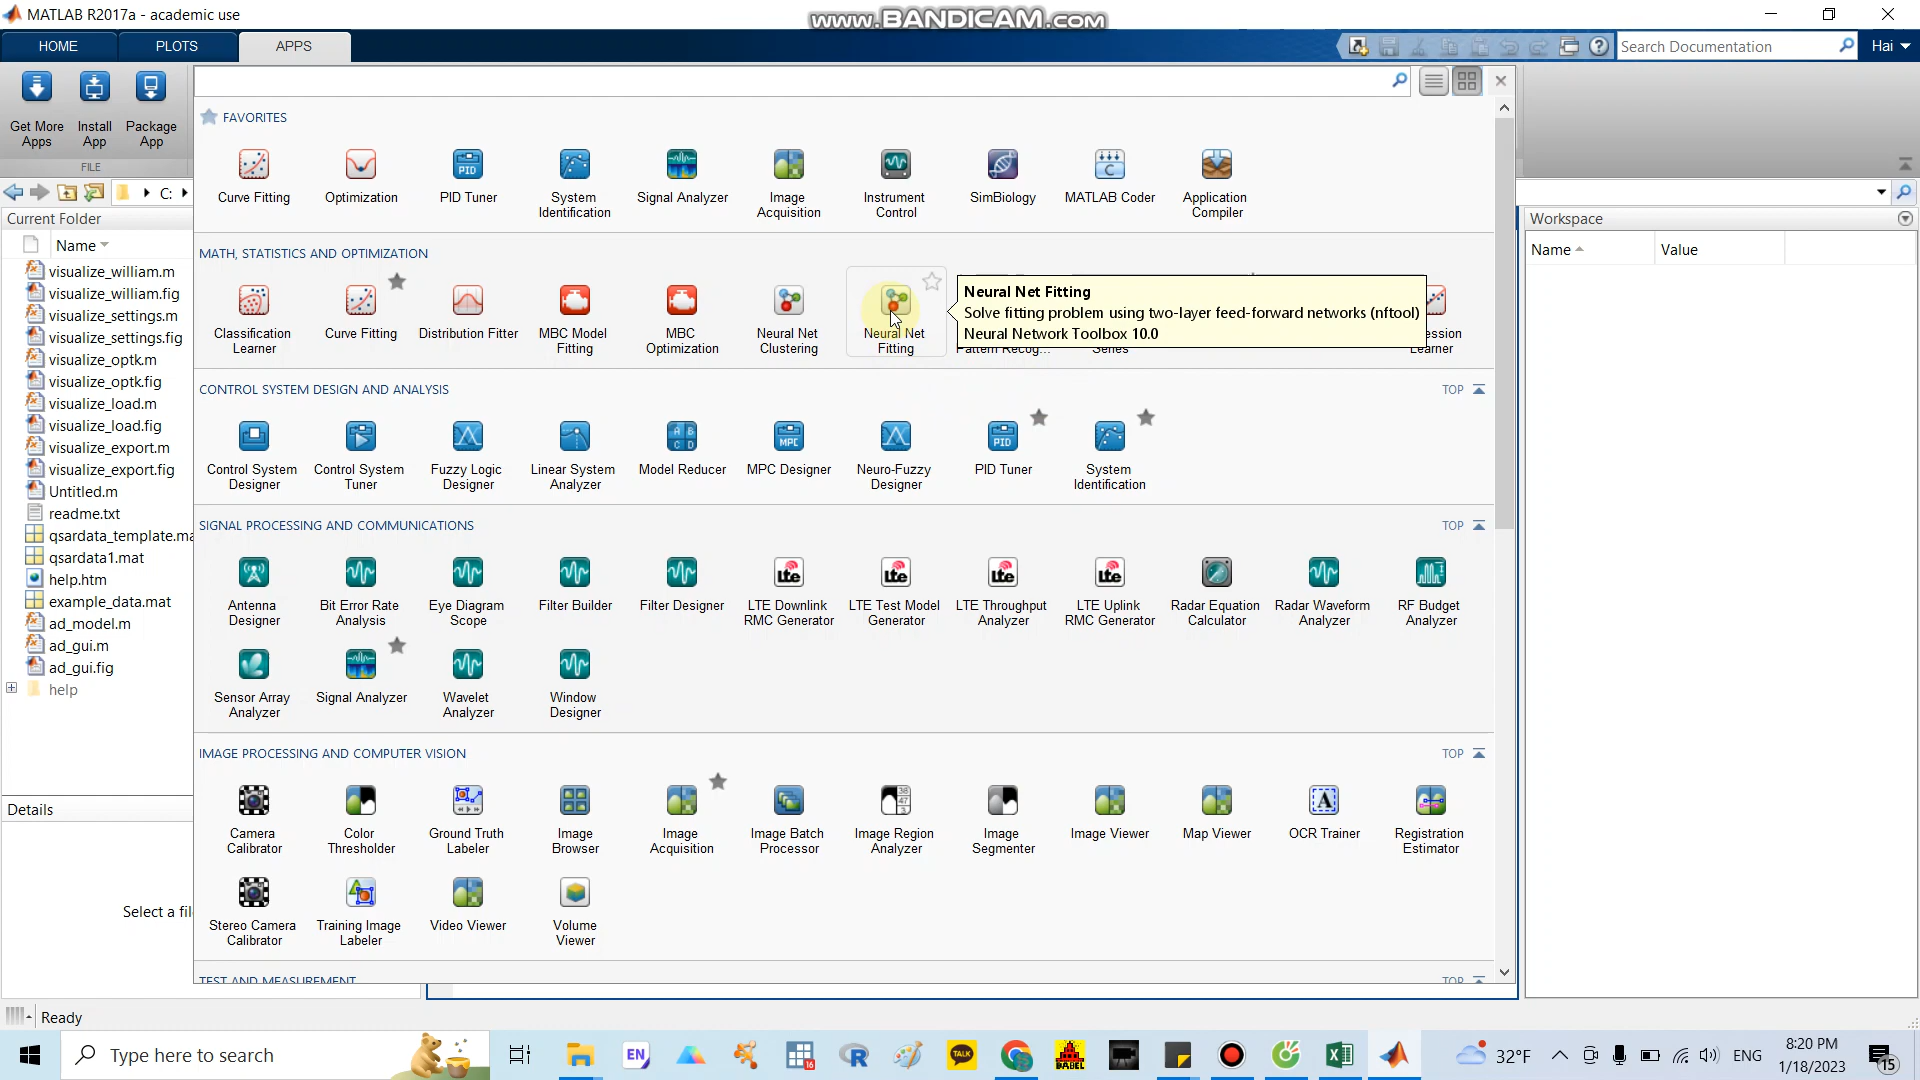 MATLAB R2017a - academic use
www.BANDICAM.com
HOME
PLOTS
APPS
Search Documentation
Hai
Get More Apps
Install App
Package App
FILE
C:
Current Folder
Name
visualize_william.m
visualize_william.fig
visualize_settings.m
visualize_settings.fig
visualize_optk.m
visualize_optk.fig
visualize_load.m
visualize_load.fig
visualize_export.m
visualize_export.fig
Untitled.m
readme.txt
qsardata_template.ma
qsardata1.mat
help.htm
example_data.mat
ad_model.m
ad_gui.m
ad_gui.fig
help
Details
Select a fil
FAVORITES
Curve Fitting
Optimization
PID Tuner
System Identification
Signal Analyzer
Image Acquisition
Instrument Control
SimBiology
MATLAB Coder
Application Compiler
MATH, STATISTICS AND OPTIMIZATION
Classification Learner
Curve Fitting
Distribution Fitter
MBC Model Fitting
MBC Optimization
Neural Net Clustering
Neural Net Fitting
Neural Net Fitting
Solve fitting problem using two-layer feed-forward networks (nftool)
Neural Network Toolbox 10.0
Pattern Recog...
Series
ession Learner
CONTROL SYSTEM DESIGN AND ANALYSIS
TOP
Control System Designer
Control System Tuner
Fuzzy Logic Designer
Linear System Analyzer
Model Reducer
MPC Designer
Neuro-Fuzzy Designer
PID Tuner
System Identification
SIGNAL PROCESSING AND COMMUNICATIONS
TOP
Antenna Designer
Bit Error Rate Analysis
Eye Diagram Scope
Filter Builder
Filter Designer
LTE Downlink RMC Generator
LTE Test Model Generator
LTE Throughput Analyzer
LTE Uplink RMC Generator
Radar Equation Calculator
Radar Waveform Analyzer
RF Budget Analyzer
Sensor Array Analyzer
Signal Analyzer
Wavelet Analyzer
Window Designer
IMAGE PROCESSING AND COMPUTER VISION
TOP
Camera Calibrator
Color Thresholder
Ground Truth Labeler
Image Browser
Image Acquisition
Image Batch Processor
Image Region Analyzer
Image Segmenter
Image Viewer
Map Viewer
OCR Trainer
Registration Estimator
Stereo Camera Calibrator
Training Image Labeler
Video Viewer
Volume Viewer
TEST AND MEASUREMENT
TOP
Workspace
Name
Value
Ready
Type here to search
EN
TALK
BABEL
32°F
ENG
8:20 PM
1/18/2023
15